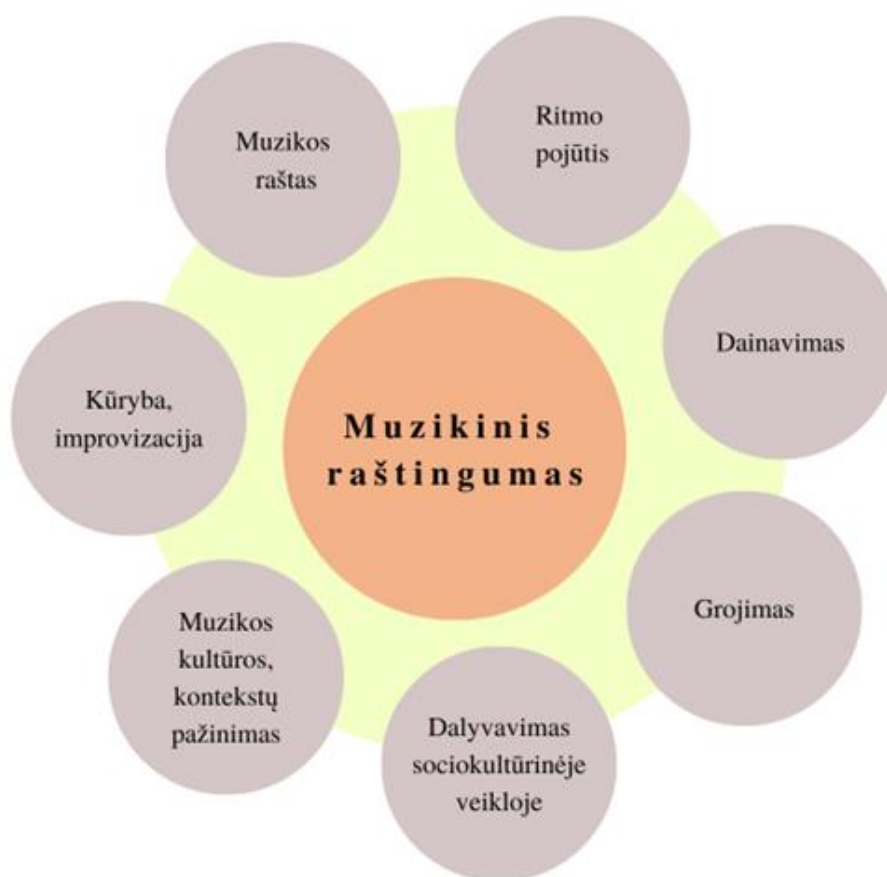 Muzikos
raštas
Ritmo
pojūtis
Dainavimas
Kūryba,
improvizacija
Muzikinis
raštingumas
Grojimas
Muzikos
kultūros,
kontekstų
pažinimas
Dalyvavimas
sociokultūrinėje
veikloje